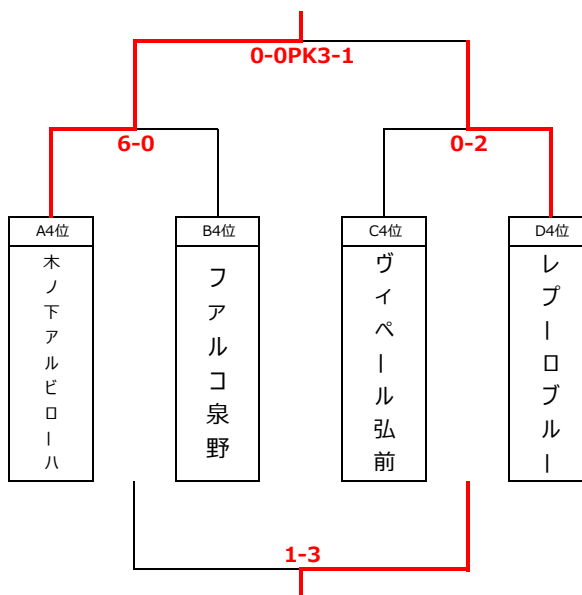 0-0PK3-1
6-0
0-2
A4位
B4位
C4位
D4位
木ノ下アルビローハ
ファルコ泉野
ヴィペール弘前
レプーロブルー
1-3